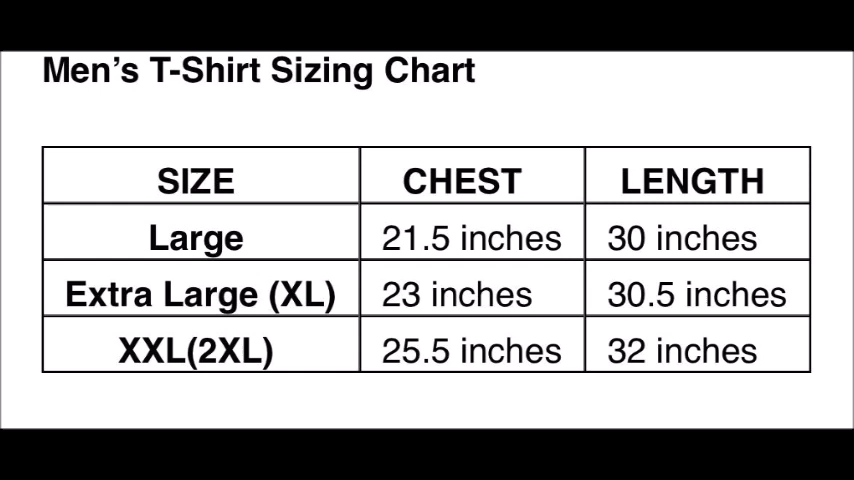 Men’s T-Shirt Sizing Chart
SIZE CHEST LENGTH
Large 21.5 inches 30 inches
Extra Large (XL) 23 inches 30.5 inches
XXL(2XL) 25.5 inches 32 inches